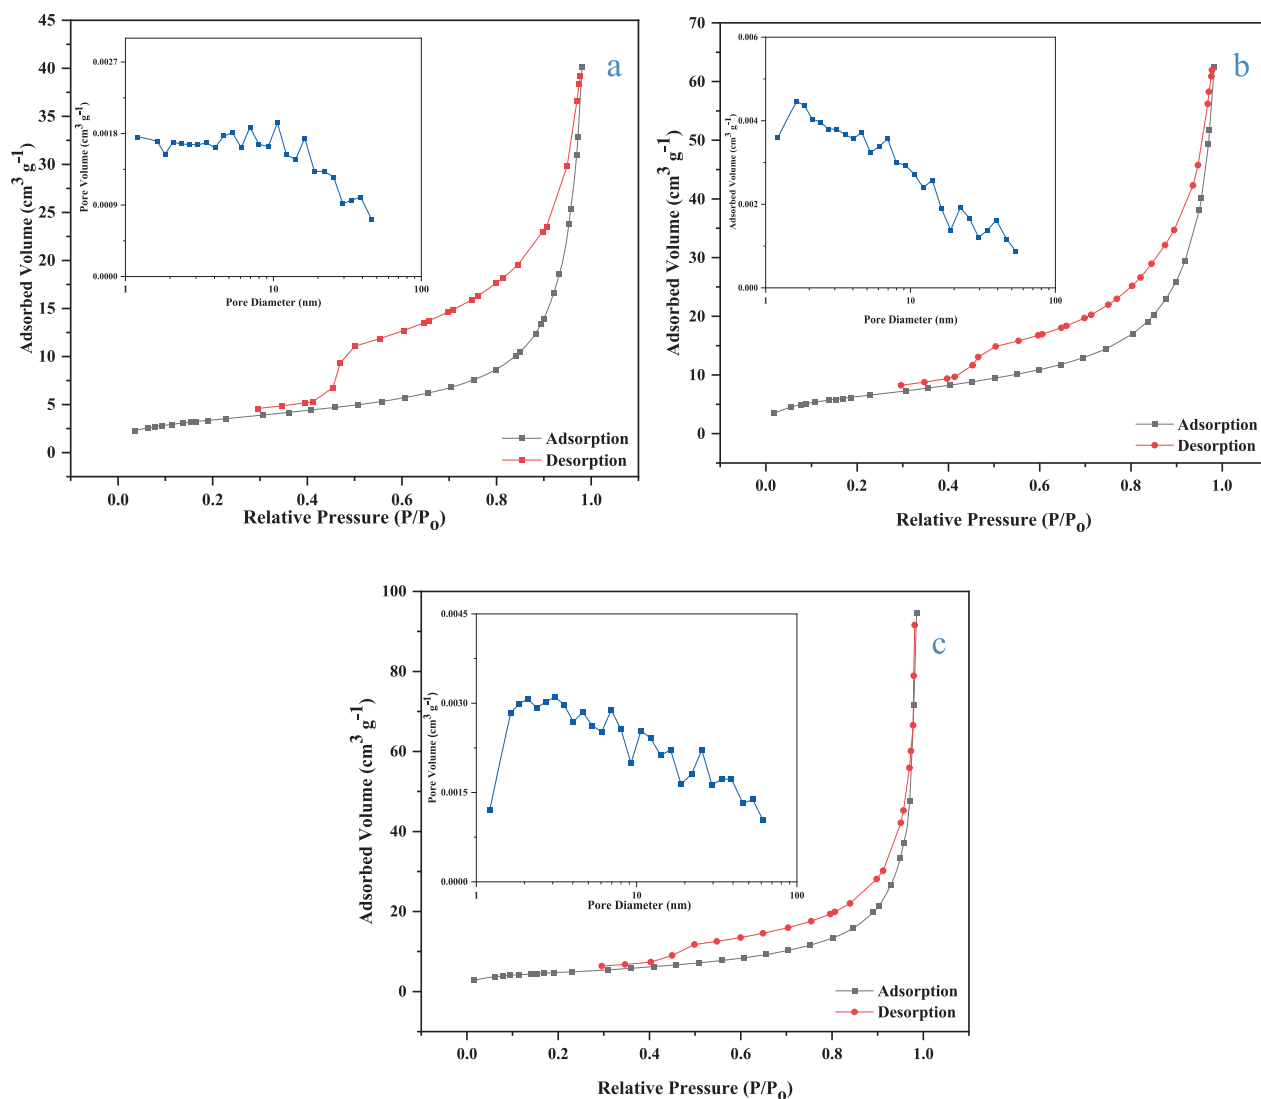 a
45
40
35
30
25
20
15
10
5
0
Adsorbed Volume (cm³ g⁻¹)
0.0 0.2 0.4 0.6 0.8 1.0
Relative Pressure (P/Pₒ)
Adsorption
Desorption
0.0027
0.0018
0.0009
0.0000
Pore Volume (cm³ g⁻¹)
1 10 100
Pore Diameter (nm)
b
70
60
50
40
30
20
10
0
Adsorbed Volume (cm³ g⁻¹)
0.0 0.2 0.4 0.6 0.8 1.0
Relative Pressure (P/Pₒ)
Adsorption
Desorption
0.006
0.004
0.002
0.000
Adsorbed Volume (cm³ g⁻¹)
1 10 100
Pore Diameter (nm)
c
100
80
60
40
20
0
Adsorbed Volume (cm³ g⁻¹)
0.0 0.2 0.4 0.6 0.8 1.0
Relative Pressure (P/Pₒ)
Adsorption
Desorption
0.0045
0.0030
0.0015
0.0000
Pore Volume (cm³ g⁻¹)
1 10 100
Pore Diameter (nm)